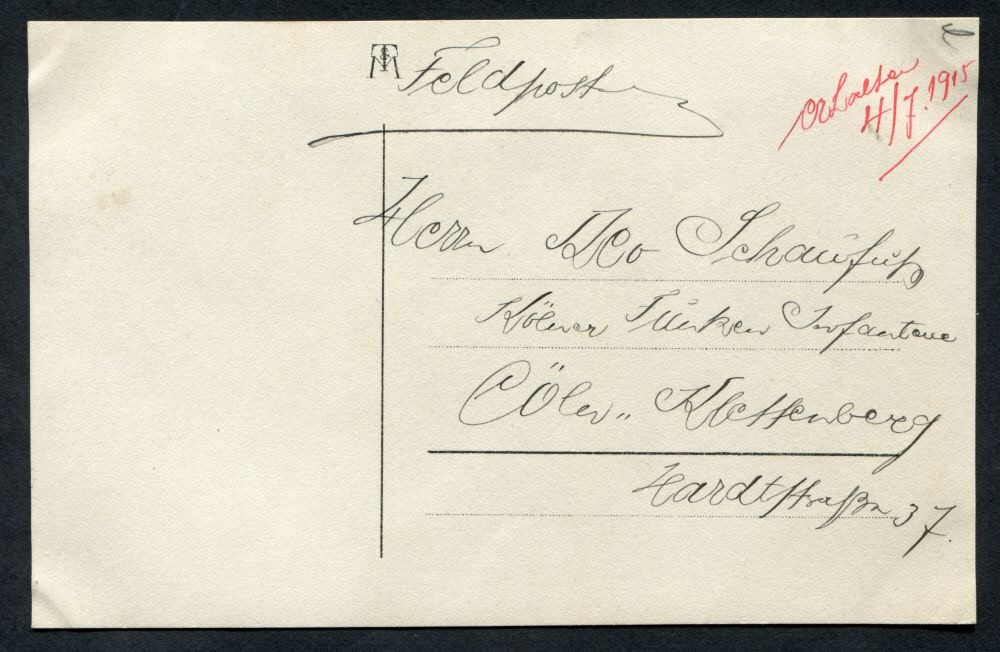 Feldpost
erhalten
4/7. 1915
Herrn Leo Schaufuß
Kölner Funken Infanterie
Cöln „ Klettenberg
Hardtstraße 37.